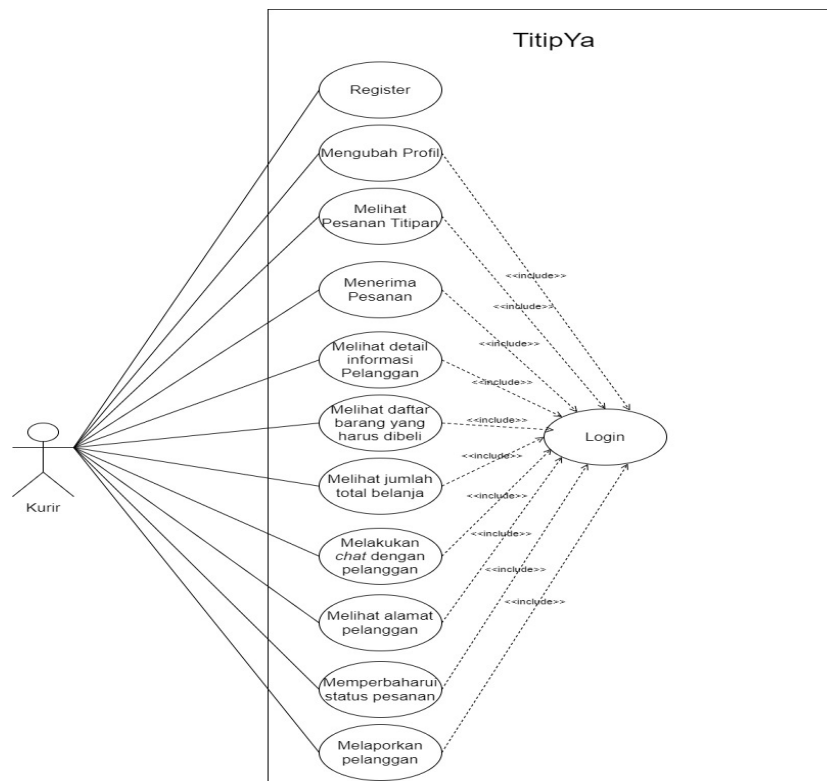 TitipYa
Register
Mengubah Profil
Melihat
Pesanan Titipan
Menerima
Pesanan
Melihat detail
informasi
Pelanggan
Melihat daftar
barang yang
harus dibeli
Melihat jumlah
total belanja
Melakukan
chat dengan
pelanggan
Melihat alamat
pelanggan
Memperbaharui
status pesanan
Melaporkan
pelanggan
Kurir
<<include>>
<<include>>
<<include>>
<<include>>
<<include>>
<<include>>
<<include>>
<<include>>
<<include>>
<<include>>
Login